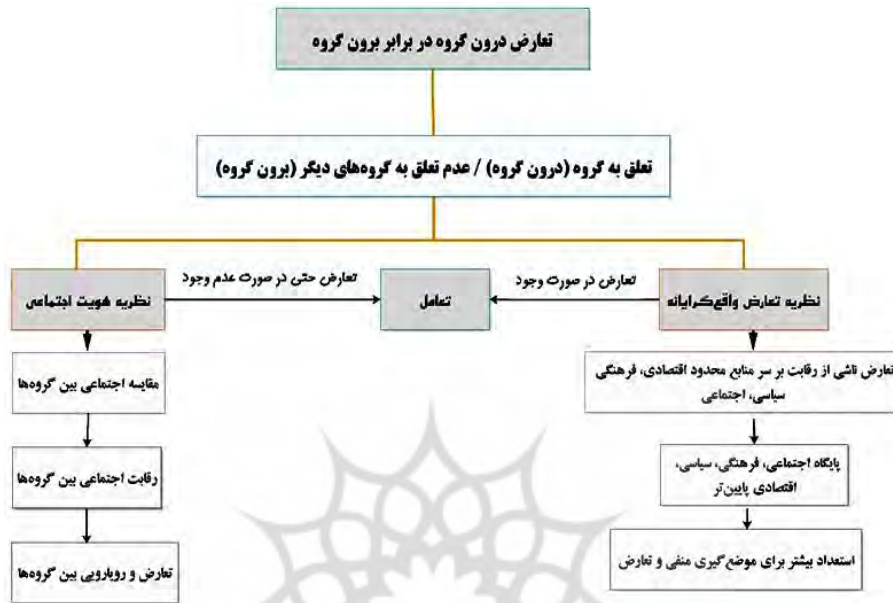 تعارض درون گروه در برابر برون گروه
تعلق به گروه (درون گروه) / عدم تعلق به گروه‌های دیگر (برون گروه)
نظریه تعارض واقع‌گرایانه
تعارض در صورت وجود
تعامل
تعارض حتی در صورت عدم وجود
نظریه هویت اجتماعی
تعارض ناشی از رقابت بر سر منابع محدود اقتصادی، فرهنگی
سیاسی، اجتماعی
پایگاه اجتماعی، فرهنگی، سیاسی،
اقتصادی پایین‌تر
استعداد بیشتر برای موضع‌گیری منفی و تعارض
مقایسه اجتماعی بین گروه‌ها
رقابت اجتماعی بین گروه‌ها
تعارض و رویارویی بین گروه‌ها